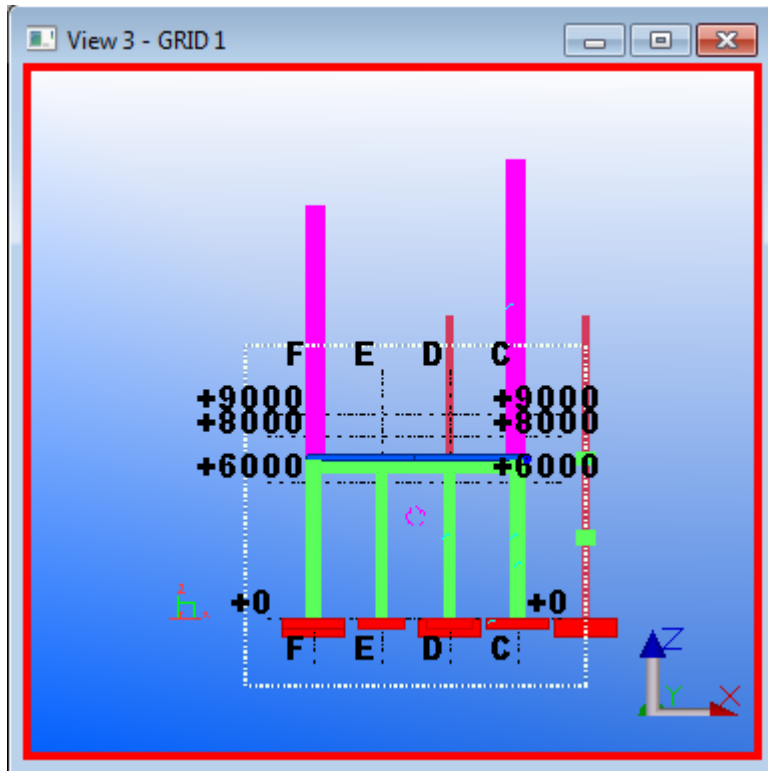 View 3 - GRID 1
F E D C
+9000 +9000
+8000 +8000
+6000 +6000
+0 +0
F E D C
Z
Y X